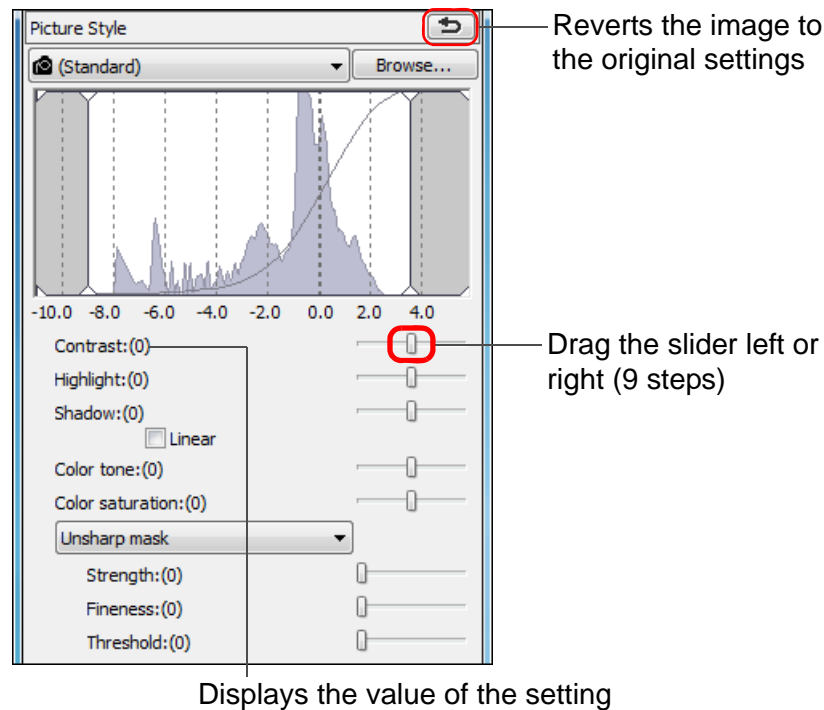 Picture Style
Reverts the image to
the original settings
(Standard)
Browse...
-10.0 -8.0 -6.0 -4.0 -2.0 0.0 2.0 4.0
Contrast:(0)
Drag the slider left or
right (9 steps)
Highlight:(0)
Shadow:(0)
Linear
Color tone:(0)
Color saturation:(0)
Unsharp mask
Strength:(0)
Fineness:(0)
Threshold:(0)
Displays the value of the setting